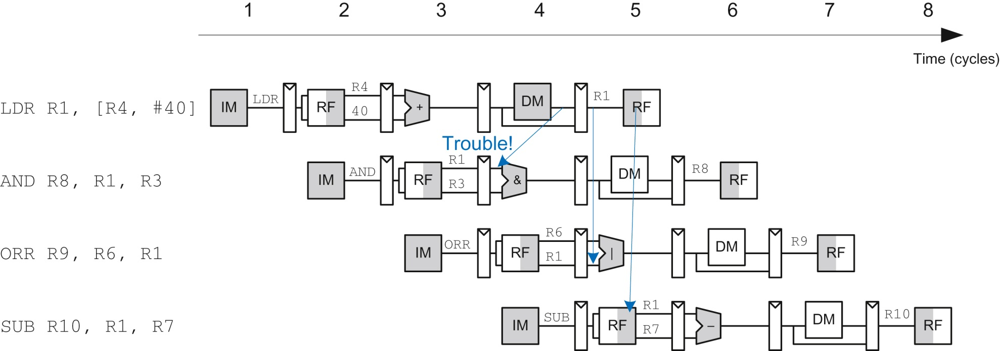 1 2 3 4 5 6 7 8
Time (cycles)
LDR R1, [R4, #40] IM LDR RF R4 40 + DM R1 RF
Trouble!
AND R8, R1, R3 IM AND RF R1 R3 & DM R8 RF
ORR R9, R6, R1 IM ORR RF R6 R1 | DM R9 RF
SUB R10, R1, R7 IM SUB RF R1 R7 − DM R10 RF